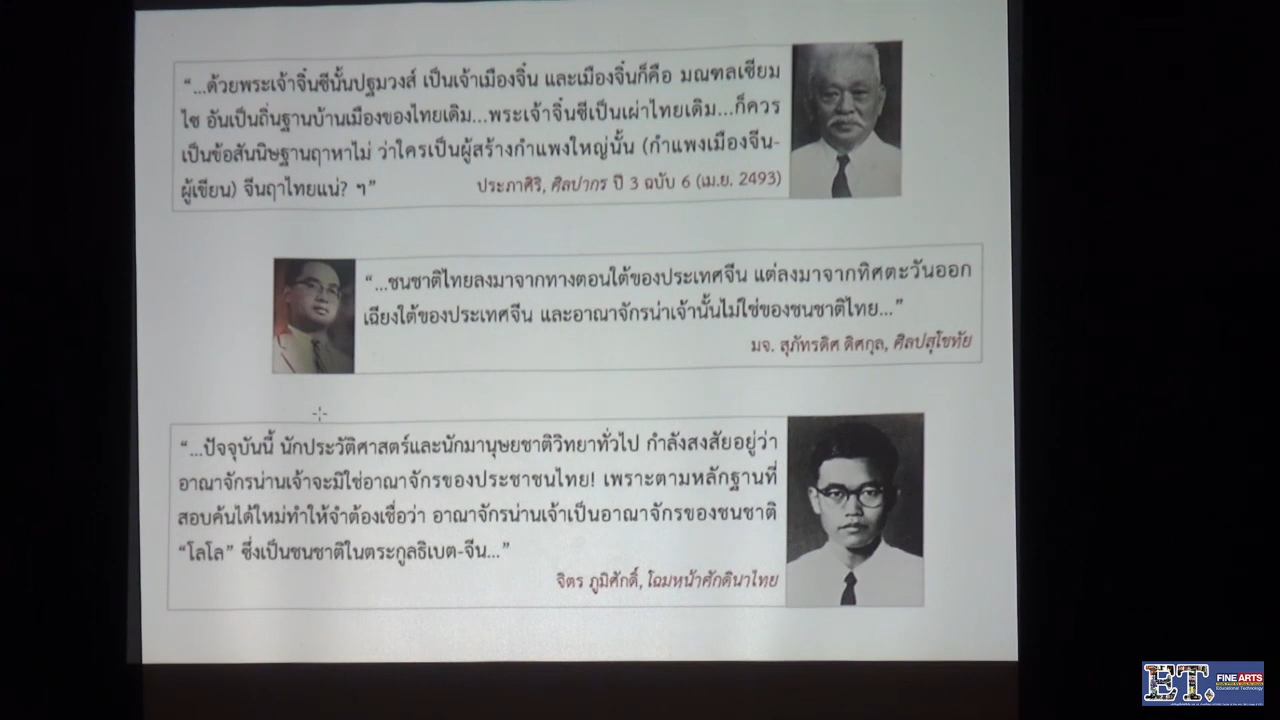 “...ด้วยพระเจ้าจิ๋นซีนั้นปฐมวงส์ เป็นเจ้าเมืองจิ๋น และเมืองจิ๋นก็คือ มณฑลเซียม
ไซ อันเป็นถิ่นฐานบ้านเมืองของไทยเดิม...พระเจ้าจิ๋นซีเป็นเผ่าไทยเดิม...ก็ควร
เป็นข้อสันนิษฐานฤาหาไม่ ว่าใครเป็นผู้สร้างกำแพงใหญ่นั้น (กำแพงเมืองจีน-
ผู้เขียน) จีนฤาไทยแน่? ฯ”
ประภาศิริ, ศิลปากร ปี 3 ฉบับ 6 (เม.ย. 2493)
“...ชนชาติไทยลงมาจากทางตอนใต้ของประเทศจีน แต่ลงมาจากทิศตะวันออก
เฉียงใต้ของประเทศจีน และอาณาจักรน่าเจ้านั้นไม่ใช่ของชนชาติไทย...”
มจ. สุภัทรดิศ ดิศกุล, ศิลปสุโขทัย
“...ปัจจุบันนี้ นักประวัติศาสตร์และนักมานุษยชาติวิทยาทั่วไป กำลังสงสัยอยู่ว่า
อาณาจักรน่านเจ้าจะมิใช่อาณาจักรของประชาชนไทย! เพราะตามหลักฐานที่
สอบค้นได้ใหม่ทำให้จำต้องเชื่อว่า อาณาจักรน่านเจ้าเป็นอาณาจักรของชนชาติ
“โลโล” ซึ่งเป็นชนชาติในตระกูลธิเบต-จีน...”
จิตร ภูมิศักดิ์, โฉมหน้าศักดินาไทย
ET.
FINE ARTS
Educational Technology